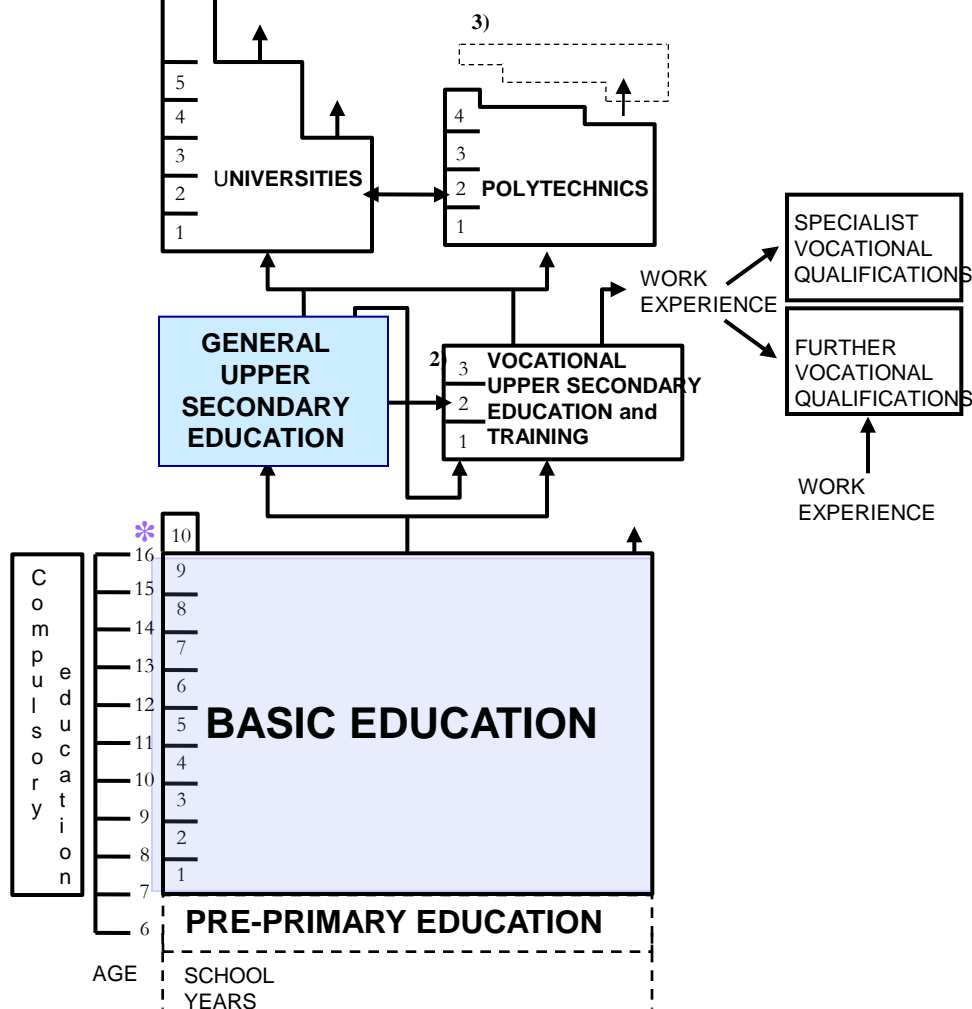 3)
5
4
3
2
1
UNIVERSITIES
4
3
2
1
POLYTECHNICS
SPECIALIST
VOCATIONAL
QUALIFICATIONS
WORK
EXPERIENCE
FURTHER
VOCATIONAL
QUALIFICATIONS
WORK
EXPERIENCE
GENERAL
UPPER
SECONDARY
EDUCATION
2)
3
2
1
VOCATIONAL
UPPER SECONDARY
EDUCATION and
TRAINING
*
10
9
8
7
6
5
4
3
2
1
BASIC EDUCATION
16
15
14
13
12
11
10
9
8
7
6
Compulsory
education
PRE-PRIMARY EDUCATION
AGE
SCHOOL
YEARS